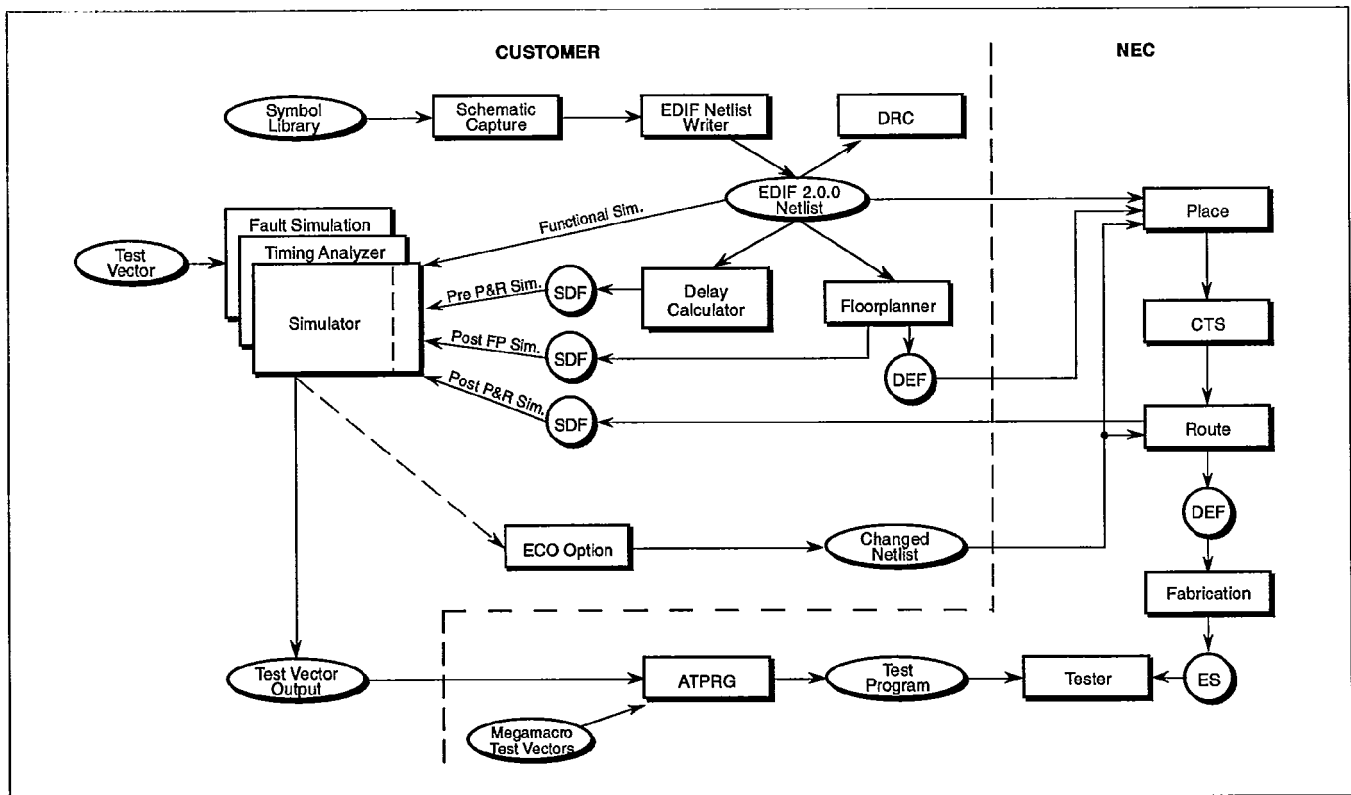 CUSTOMER
NEC
Symbol
Library
Schematic
Capture
EDIF Netlist
Writer
DRC
EDIF 2.0.0
Netlist
Place
Functional Sim.
Fault Simulation
Timing Analyzer
Simulator
Test
Vector
Pre P&R Sim.
SDF
Delay
Calculator
Floorplanner
CTS
Post FP Sim.
SDF
DEF
Post P&R Sim.
SDF
Route
DEF
ECO Option
Changed
Netlist
Fabrication
Test Vector
Output
ATPRG
Test
Program
Tester
ES
Megamacro
Test Vectors